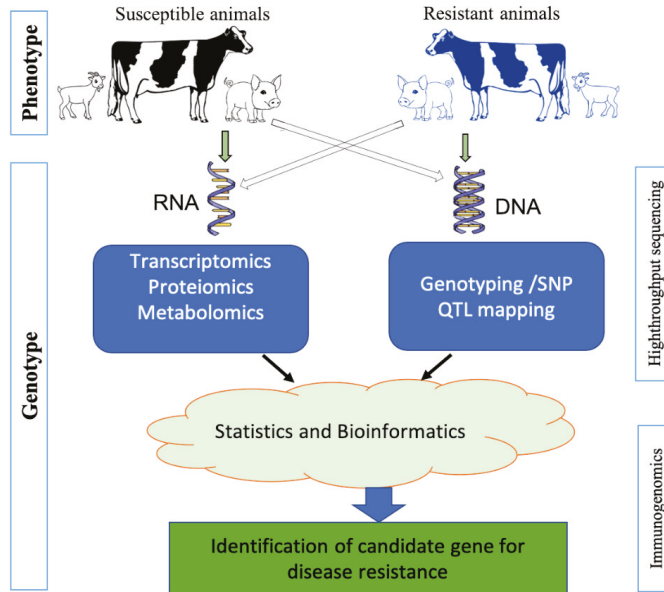 Susceptible animals
Resistant animals
Phenotype
RNA
DNA
Transcriptomics
Proteiomics
Metabolomics
Genotyping /SNP
QTL mapping
Highthroughput sequencing
Genotype
Statistics and Bioinformatics
Immunogenomics
Identification of candidate gene for
disease resistance